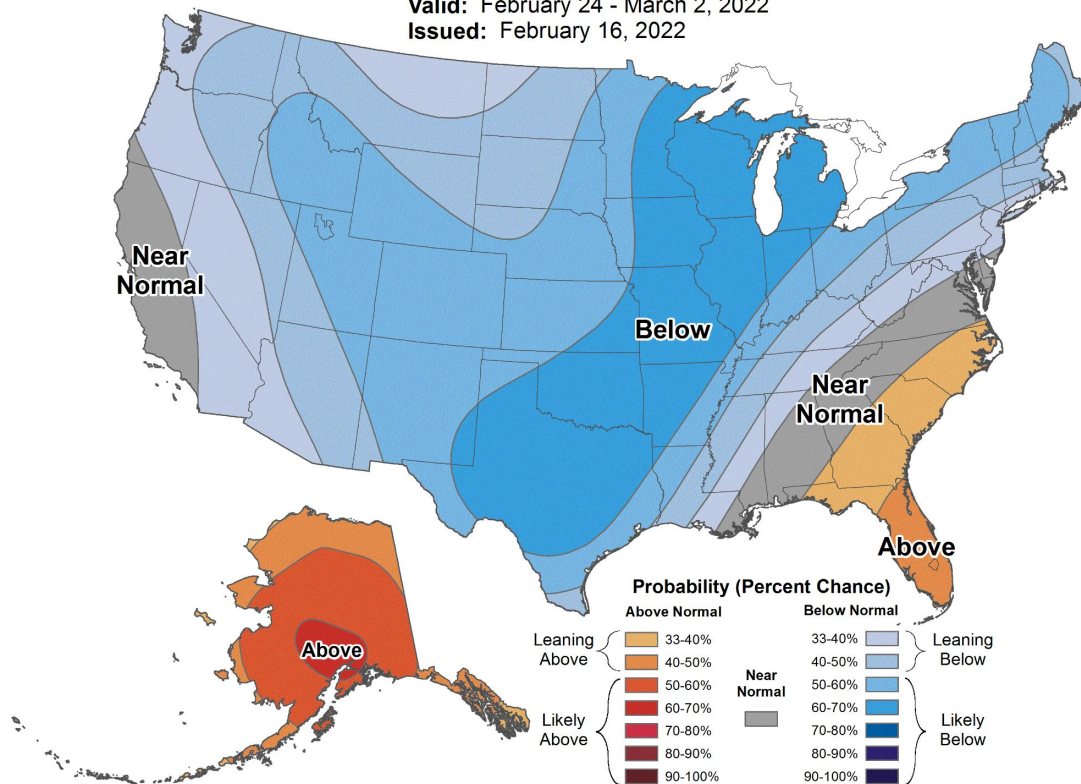 Valid: February 24 - March 2, 2022
Issued: February 16, 2022
Near
Normal
Below
Near
Normal
Above
Above
Probability (Percent Chance)
Above Normal
Below Normal
Leaning
Above
33-40%
40-50%
Likely
Above
50-60%
60-70%
70-80%
80-90%
90-100%
Near
Normal
33-40%
40-50%
Leaning
Below
50-60%
60-70%
70-80%
80-90%
90-100%
Likely
Below